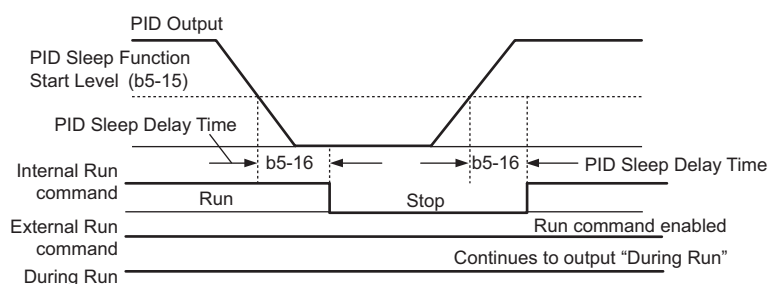 PID Output
PID Sleep Function
Start Level (b5-15)
PID Sleep Delay Time
b5-16
b5-16
PID Sleep Delay Time
Internal Run
command
Run
Stop
External Run
command
Run command enabled
Continues to output “During Run”
During Run